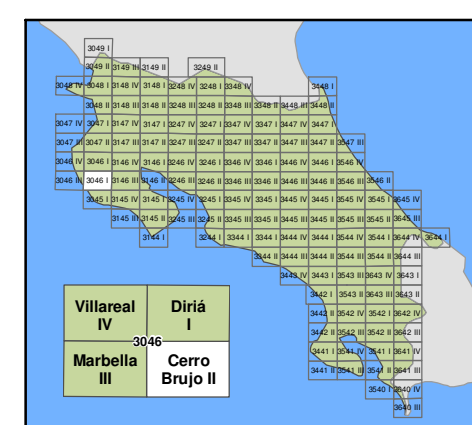 3049 I
3049 II 3149 III 3149 II 3249 II
3048 IV 3048 I 3148 IV 3148 I 3248 IV 3248 I 3348 IV 3448 I
3048 II 3148 III 3148 II 3248 III 3248 II 3348 III 3348 II 3448 III 3448 II
3047 IV 3047 I 3147 IV 3147 I 3247 IV 3247 I 3347 IV 3347 I 3447 IV 3447 I
3047 III 3047 II 3147 III 3147 II 3247 III 3247 II 3347 III 3347 II 3447 III 3447 II 3547 III
3046 IV 3046 I 3146 IV 3146 I 3246 IV 3246 I 3346 IV 3346 I 3446 IV 3446 I 3546 IV
3046 III 3046 I 3146 III 3146 II 3246 III 3246 II 3346 III 3346 II 3446 III 3446 II 3546 III 3546 II
3045 I 3145 IV 3145 I 3245 IV 3245 I 3345 IV 3345 I 3445 IV 3445 I 3545 IV 3545 I 3645 IV
3145 III 3145 II 3245 III 3245 II 3345 III 3345 II 3445 III 3445 II 3545 III 3545 II 3645 III
3144 I 3244 I 3344 IV 3344 I 3444 IV 3444 I 3544 IV 3544 I 3644 IV 3644 I
3344 II 3444 III 3444 II 3544 III 3544 II 3644 III
3443 IV 3443 I 3543 IV 3543 I 3643 IV 3643 I
3442 I 3543 II 3643 III 3643 II
3442 II 3542 IV 3542 I 3642 IV
3442 II 3542 III 3542 II 3642 III
3441 I 3541 IV 3541 I 3641 IV
3441 II 3541 III 3541 II 3641 III
3540 I 3640 IV
3640 III
Villareal
IV
Diriá
I
3046
Marbella
III
Cerro
Brujo II